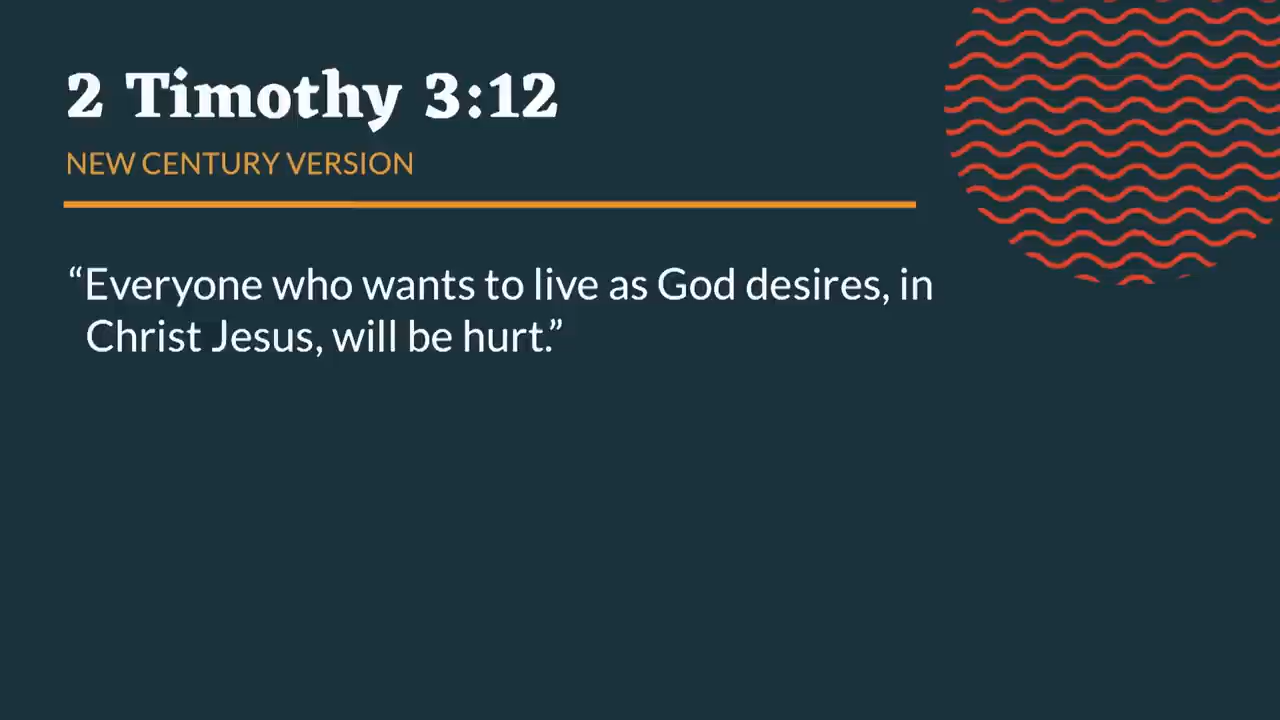 2 Timothy 3:12
NEW CENTURY VERSION
“Everyone who wants to live as God desires, in
Christ Jesus, will be hurt.”